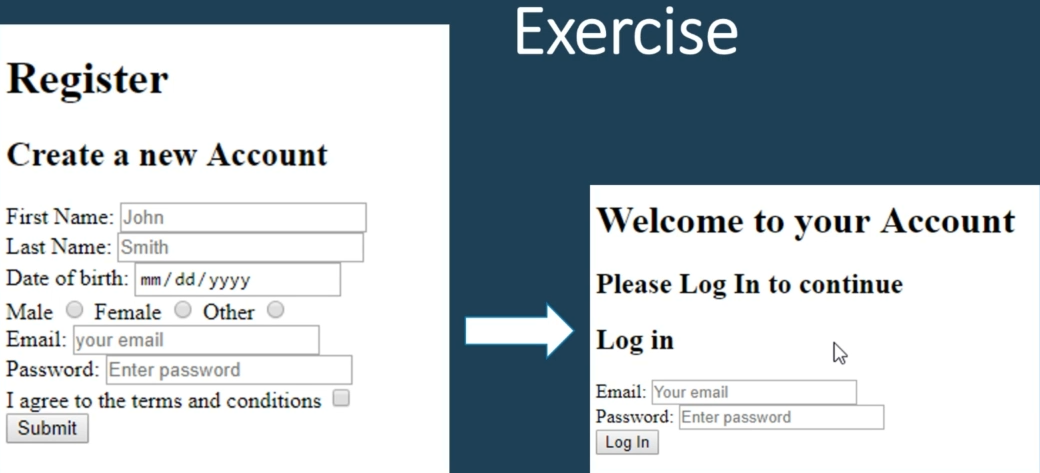 Exercise
Register
Create a new Account
First Name: John
Last Name: Smith
Date of birth: mm/dd/yyyy
Male Female Other
Email: your email
Password: Enter password
I agree to the terms and conditions
Submit
Welcome to your Account
Please Log In to continue
Log in
Email: Your email
Password: Enter password
Log In